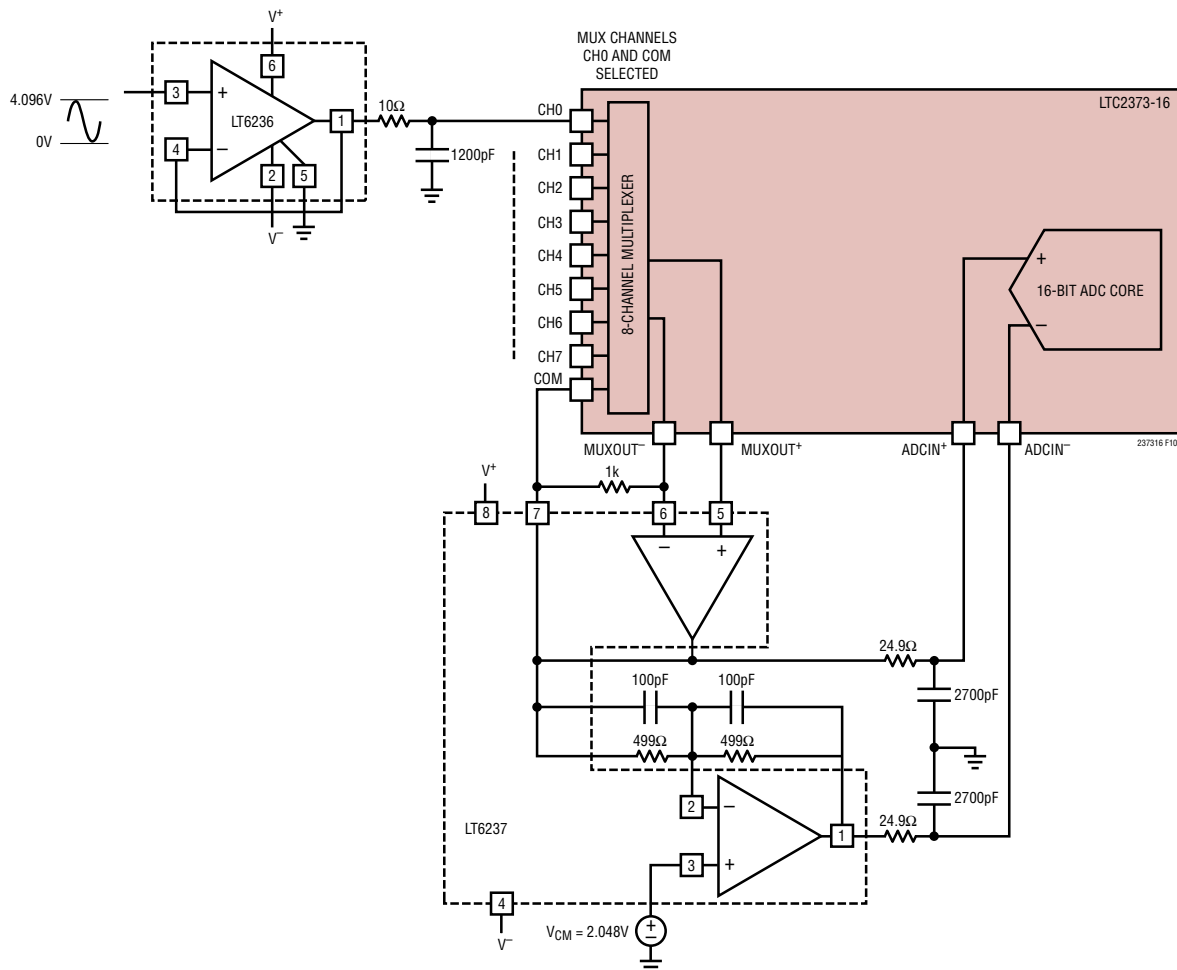 V+
MUX CHANNELS
CH0 AND COM
SELECTED
LTC2373-16
6
4.096V
0V
3
+
LT6236
1
10Ω
4
−
2
5
V−
1200pF
CH0
CH1
CH2
CH3
CH4
CH5
CH6
CH7
COM
8-CHANNEL MULTIPLEXER
+
16-BIT ADC CORE
−
MUXOUT−
MUXOUT+
ADCIN+
ADCIN−
237316 F10
1k
V+
8
7
6
5
−
+
24.9Ω
100pF
100pF
2700pF
499Ω
499Ω
2700pF
2
−
LT6237
1
24.9Ω
3
+
4
V−
VCM = 2.048V
+
−